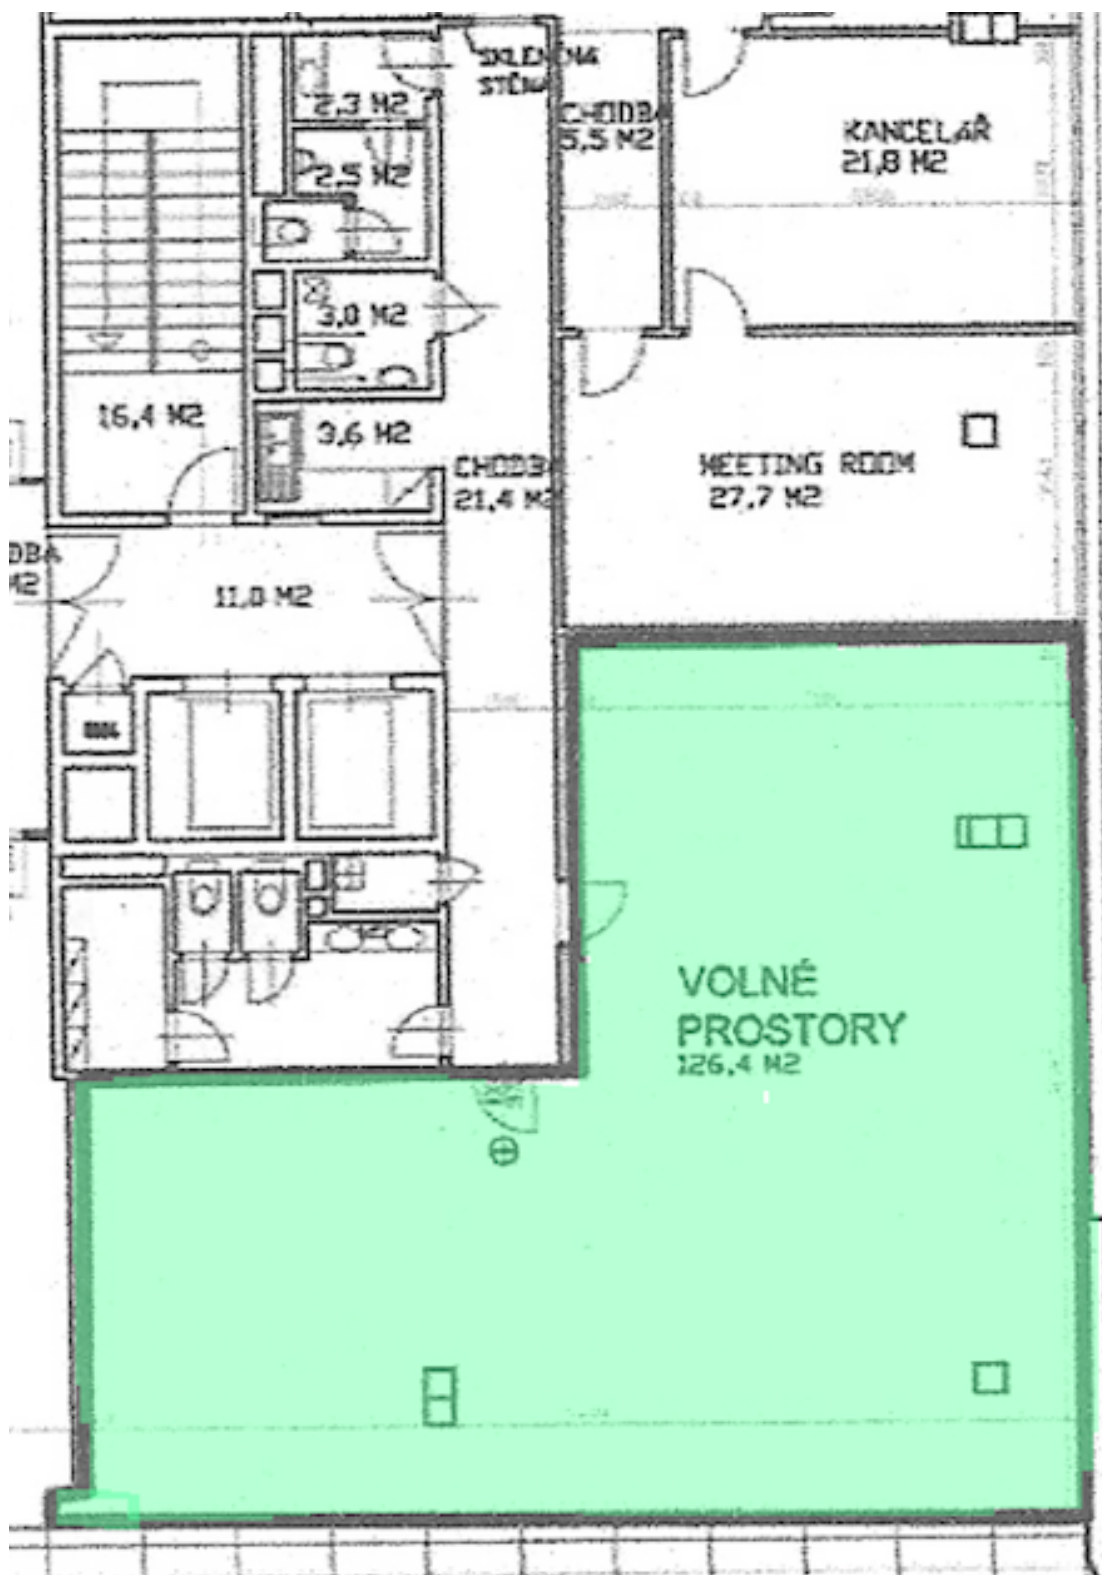 SKLENĚNÁ
STĚNA
2,3 M2
CHODBA
5,5 M2
KANCELÁŘ
21,8 M2
2,5 M2
3,0 M2
16,4 M2
3,6 M2
CHODBA
21,4 M2
MEETING ROOM
27,7 M2
DBA
M2
11,0 M2
VOLNÉ
PROSTORY
126,4 M2